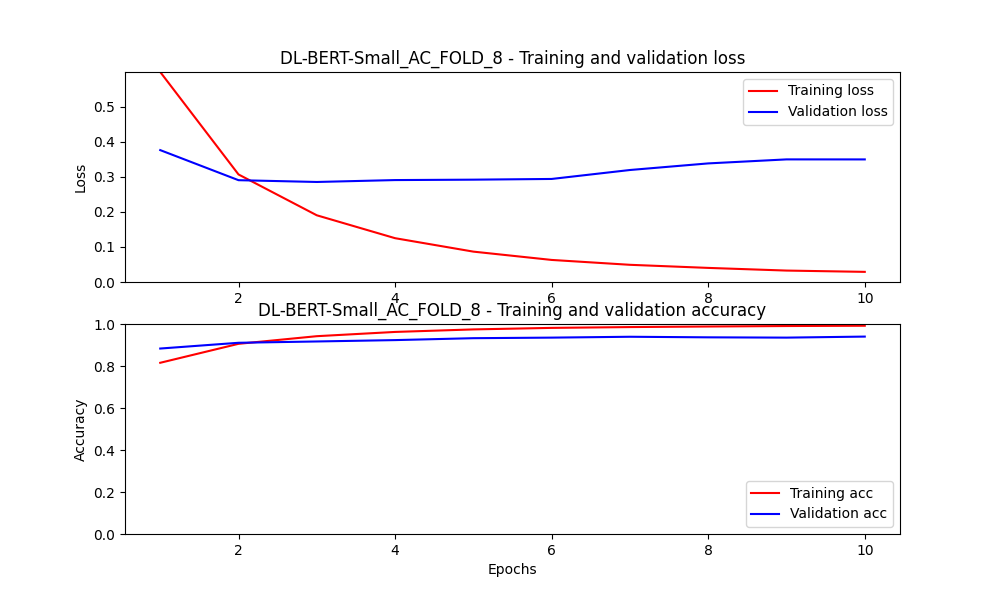 DL-BERT-Small_AC_FOLD_8 - Training and validation loss
Loss
0.5
0.4
0.3
0.2
0.1
0.0
Training loss
Validation loss
2 4 6 8 10
DL-BERT-Small_AC_FOLD_8 - Training and validation accuracy
Accuracy
1.0
0.8
0.6
0.4
0.2
0.0
Training acc
Validation acc
2 4 6 8 10
Epochs